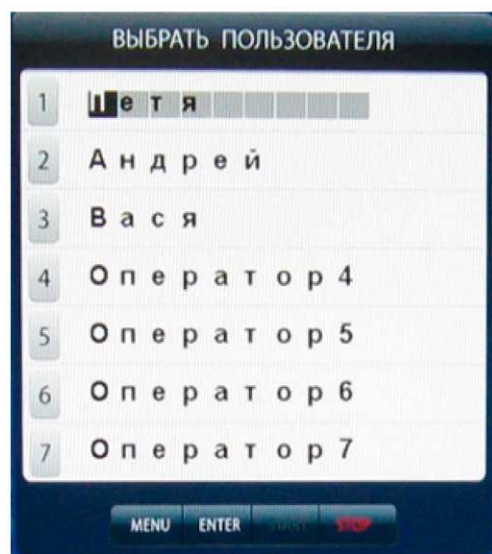 ВЫБРАТЬ ПОЛЬЗОВАТЕЛЯ
1 Петя
2 Андрей
3 Вася
4 Оператор4
5 Оператор5
6 Оператор6
7 Оператор7
MENU ENTER START STOP